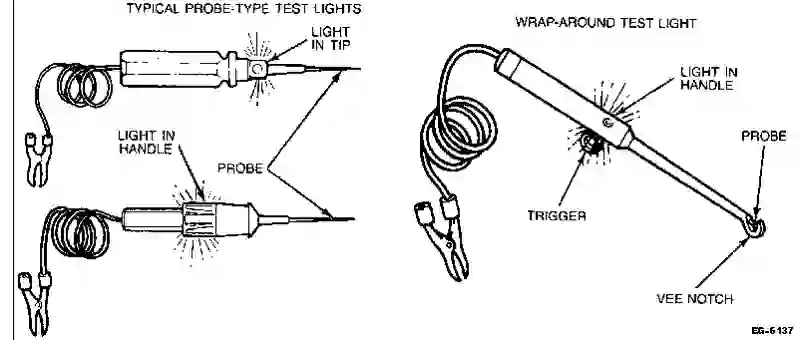 TYPICAL PROBE-TYPE TEST LIGHTS
LIGHT
IN TIP
LIGHT IN
HANDLE
PROBE
WRAP-AROUND TEST LIGHT
LIGHT IN
HANDLE
PROBE
TRIGGER
VEE NOTCH
EG-6137